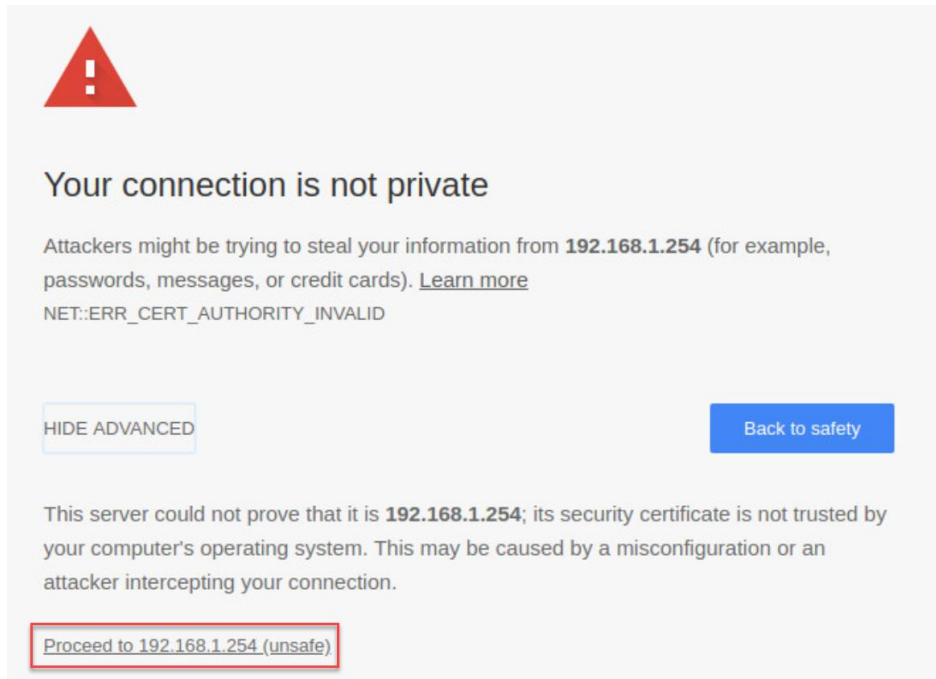 Your connection is not private
Attackers might be trying to steal your information from 192.168.1.254 (for example,
passwords, messages, or credit cards). Learn more
NET::ERR_CERT_AUTHORITY_INVALID
HIDE ADVANCED
Back to safety
This server could not prove that it is 192.168.1.254; its security certificate is not trusted by
your computer's operating system. This may be caused by a misconfiguration or an
attacker intercepting your connection.
Proceed to 192.168.1.254 (unsafe)